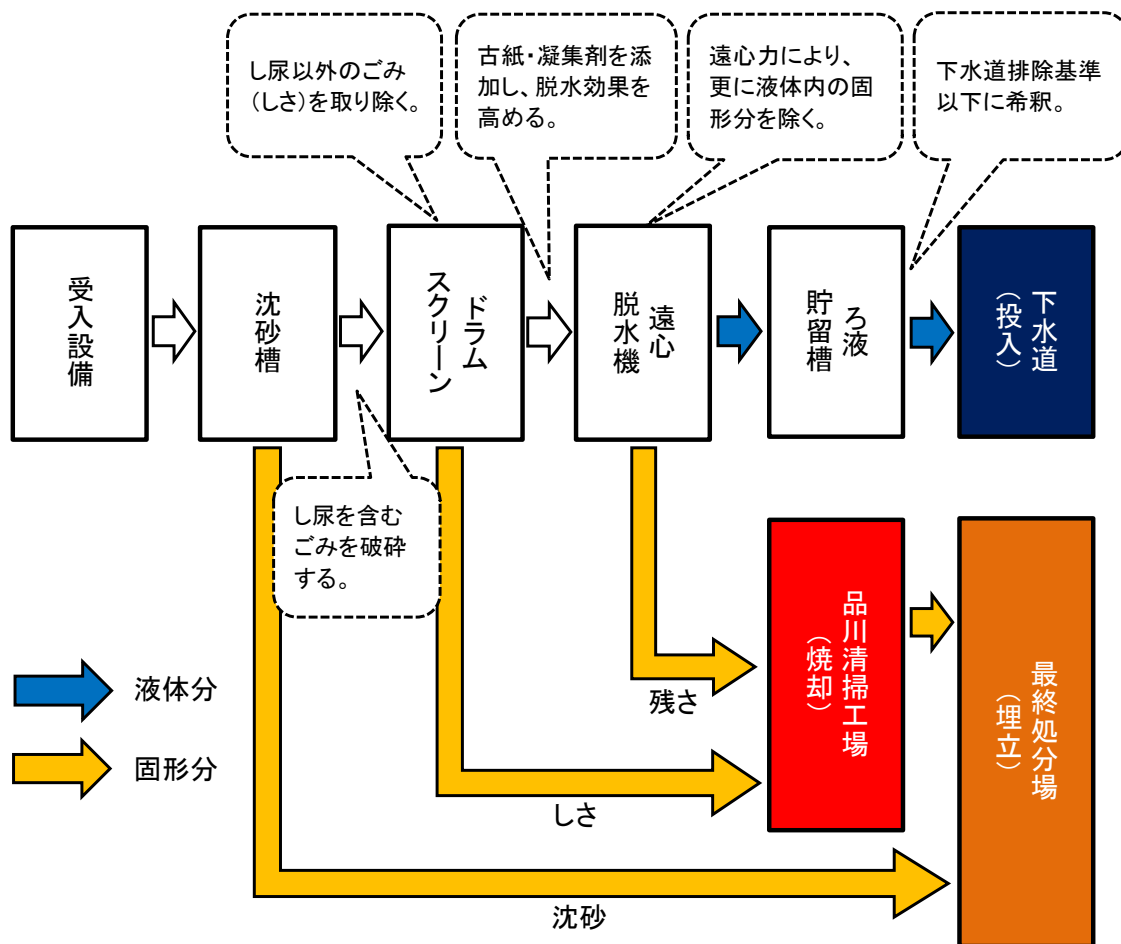 し尿以外のごみ
(しさ)を取り除く。
古紙・凝集剤を添
加し、脱水効果を
高める。
遠心力により、
更に液体内の固
形分を除く。
下水道排除基準
以下に希釈。
受入設備
沈砂槽
ドラム
スクリーン
遠心
脱水機
ろ液
貯留槽
下水道
(投入)
し尿を含む
ごみを破砕
する。
品川清掃工場
(焼却)
最終処分場
(埋立)
液体分
固形分
残さ
しさ
沈砂